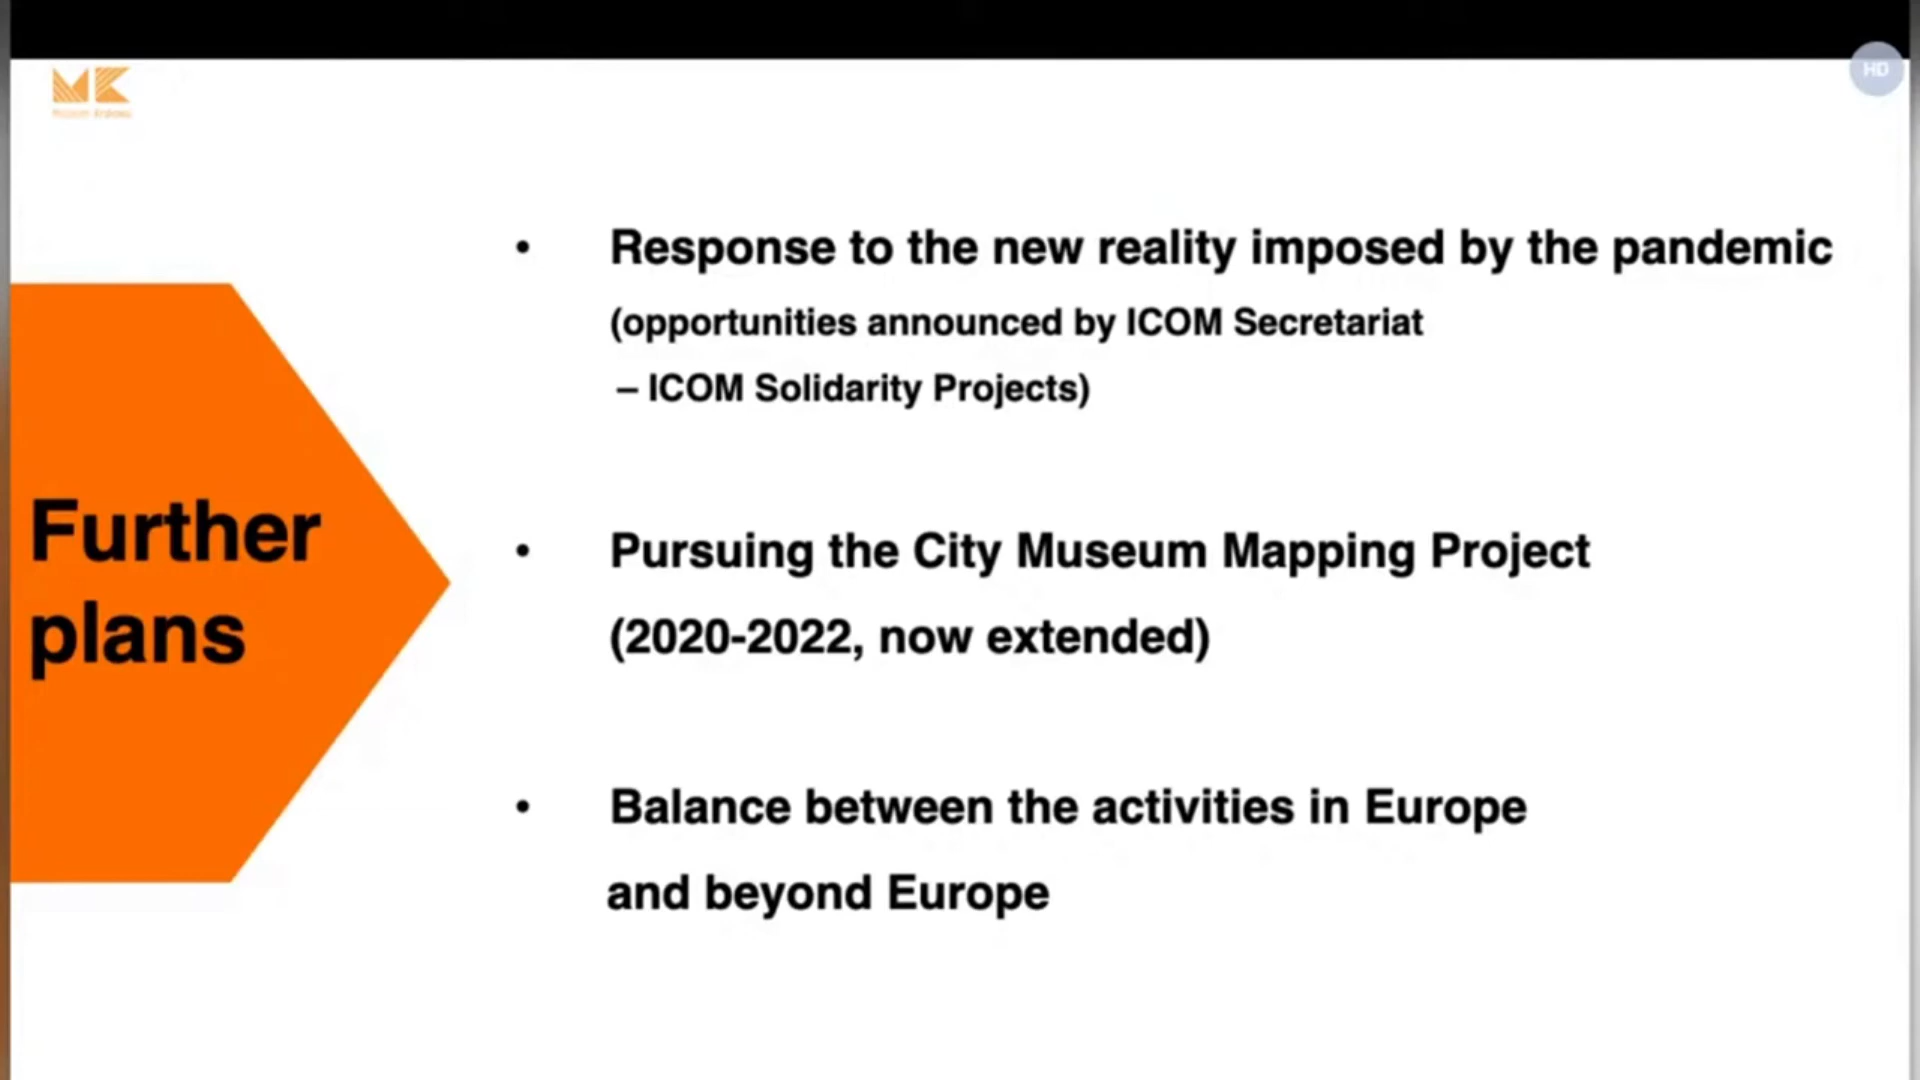 MK
HD
Response to the new reality imposed by the pandemic
(opportunities announced by ICOM Secretariat
– ICOM Solidarity Projects)
Further
plans
Pursuing the City Museum Mapping Project
(2020-2022, now extended)
Balance between the activities in Europe
and beyond Europe